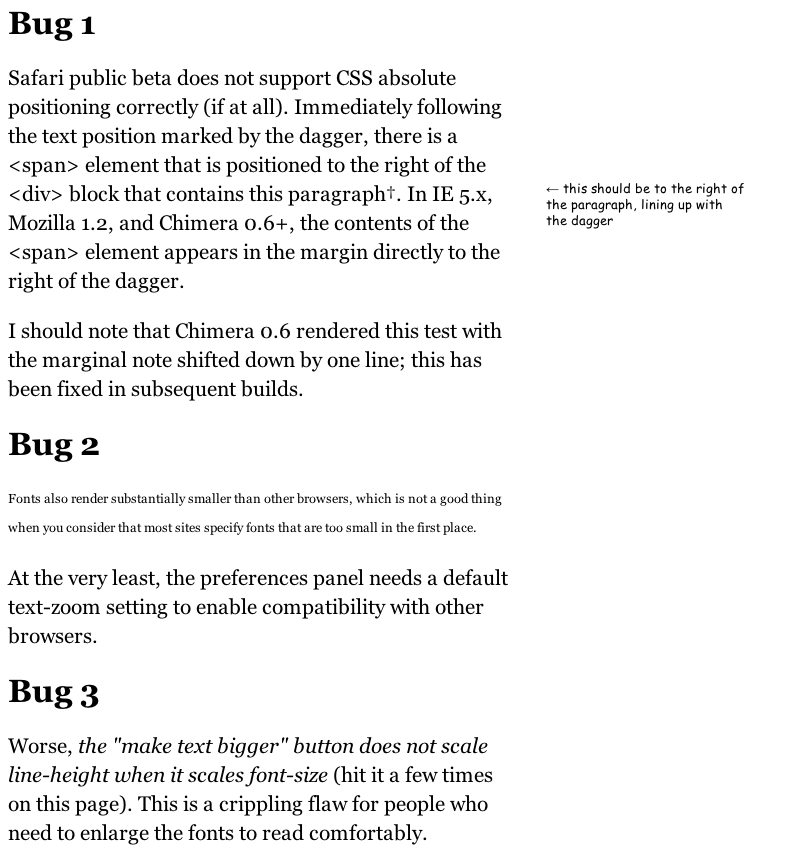 Bug 1
Safari public beta does not support CSS absolute
positioning correctly (if at all). Immediately following
the text position marked by the dagger, there is a
<span> element that is positioned to the right of the
<div> block that contains this paragraph†. In IE 5.x,
Mozilla 1.2, and Chimera 0.6+, the contents of the
<span> element appears in the margin directly to the
right of the dagger.
← this should be to the right of
the paragraph, lining up with
the dagger
I should note that Chimera 0.6 rendered this test with
the marginal note shifted down by one line; this has
been fixed in subsequent builds.
Bug 2
Fonts also render substantially smaller than other browsers, which is not a good thing
when you consider that most sites specify fonts that are too small in the first place.
At the very least, the preferences panel needs a default
text-zoom setting to enable compatibility with other
browsers.
Bug 3
Worse, the "make text bigger" button does not scale
line-height when it scales font-size (hit it a few times
on this page). This is a crippling flaw for people who
need to enlarge the fonts to read comfortably.